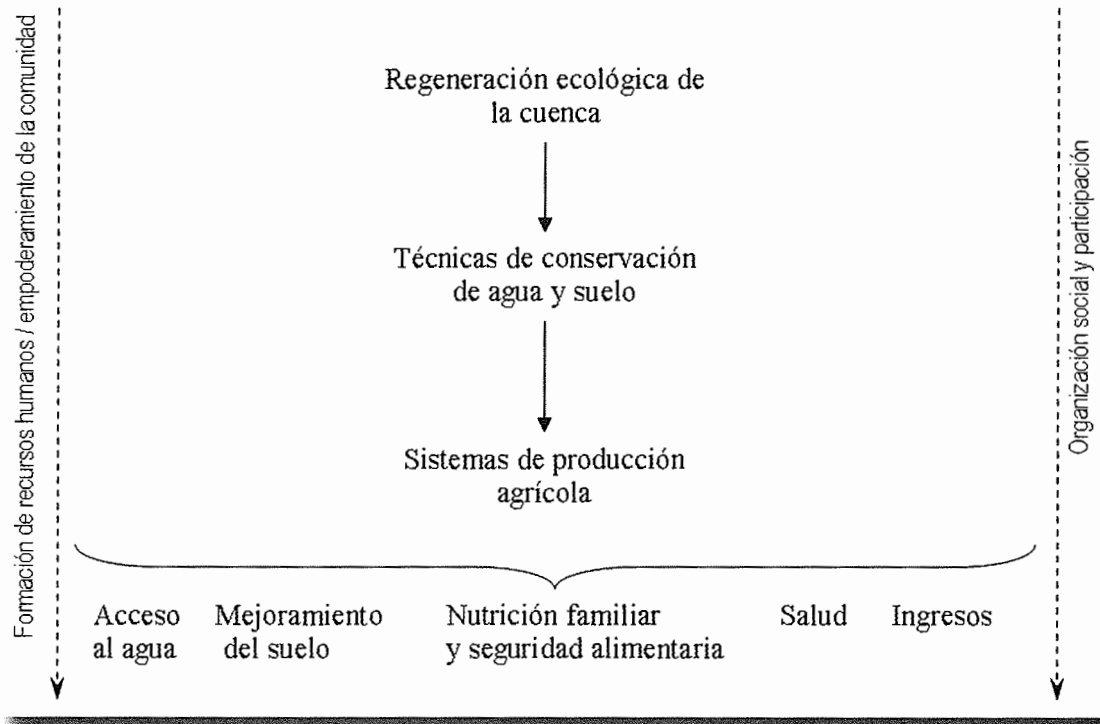 Formación de recursos humanos / empoderamiento de la comunidad
Regeneración ecológica de
la cuenca
Técnicas de conservación
de agua y suelo
Sistemas de producción
agrícola
Organización social y participación
Acceso
al agua
Mejoramiento
del suelo
Nutrición familiar
y seguridad alimentaria
Salud
Ingresos